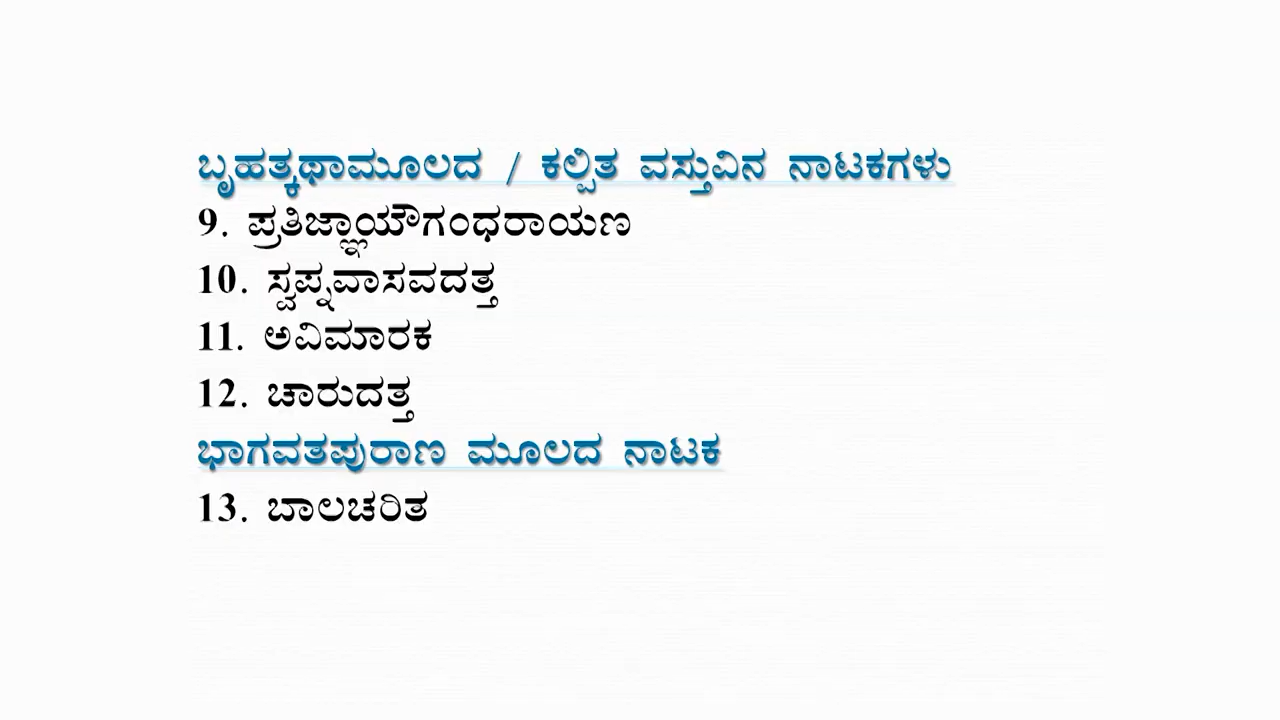 ಬೃಹತ್ಕಥಾಮೂಲದ / ಕಲ್ಪಿತ ವಸ್ತುವಿನ ನಾಟಕಗಳು
9. ಪ್ರತಿಜ್ಞಾಯೌಗಂಧರಾಯಣ
10. ಸ್ವಪ್ನವಾಸವದತ್ತ
11. ಅವಿಮಾರಕ
12. ಚಾರುದತ್ತ
ಭಾಗವತಪುರಾಣ ಮೂಲದ ನಾಟಕ
13. ಬಾಲಚರಿತ